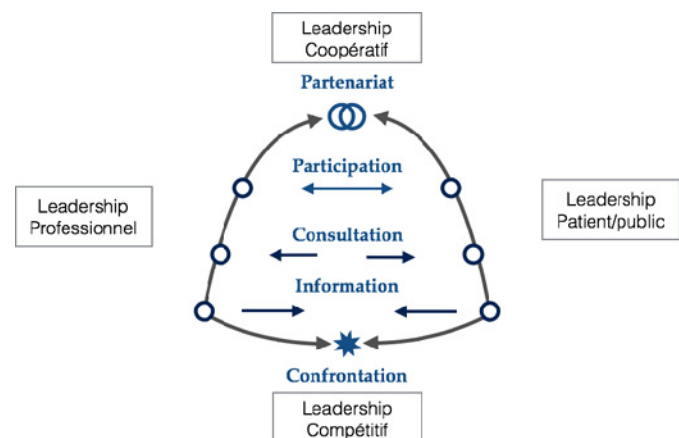 Leadership
Coopératif
Partenariat
Participation
Leadership
Professionnel
Leadership
Patient/public
Consultation
Information
Confrontation
Leadership
Compétitif